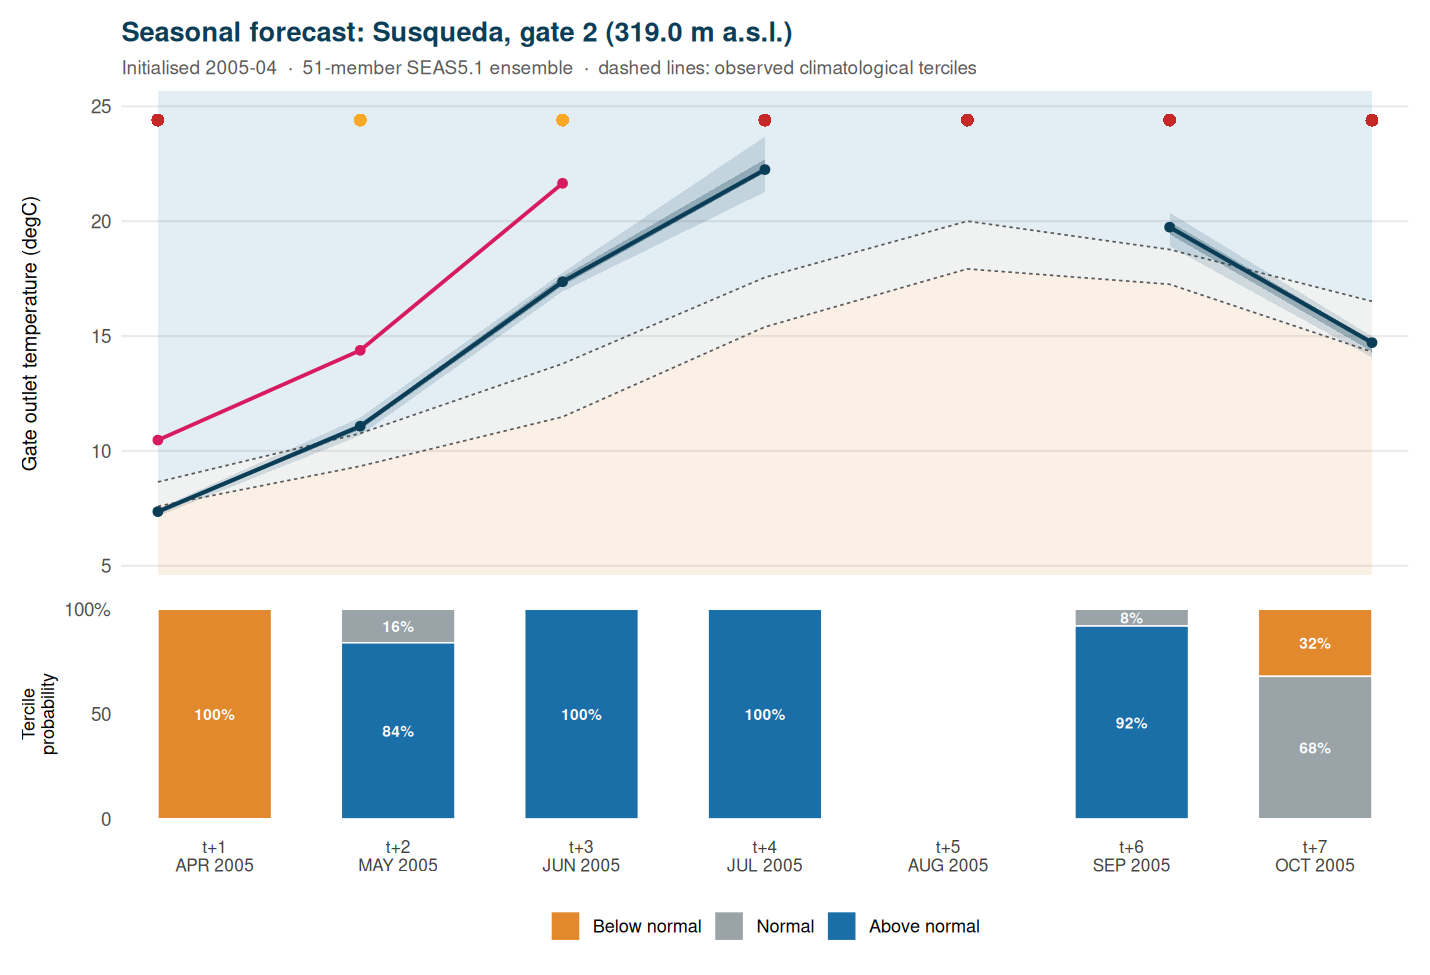 Seasonal forecast: Susqueda, gate 2 (319.0 m a.s.l.)
Initialised 2005-04 · 51-member SEAS5.1 ensemble · dashed lines: observed climatological terciles
Gate outlet temperature (degC)
25
20
15
10
5
Tercile
probability
100%
50
0
100%
16%
84%
100%
100%
8%
92%
32%
68%
t+1
APR 2005
t+2
MAY 2005
t+3
JUN 2005
t+4
JUL 2005
t+5
AUG 2005
t+6
SEP 2005
t+7
OCT 2005
Below normal
Normal
Above normal